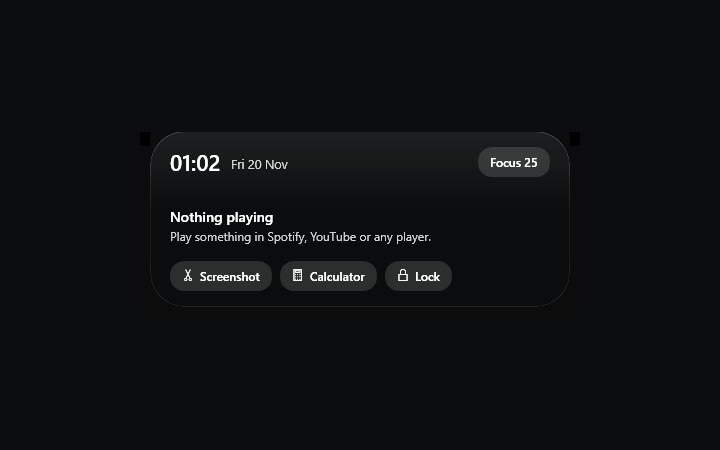 01:02 Fri 20 Nov Focus 25
Nothing playing
Play something in Spotify, YouTube or any player.
Screenshot Calculator Lock